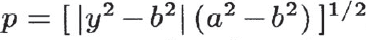 p = [ |y² − b²| (a² − b²) ]^{1/2}